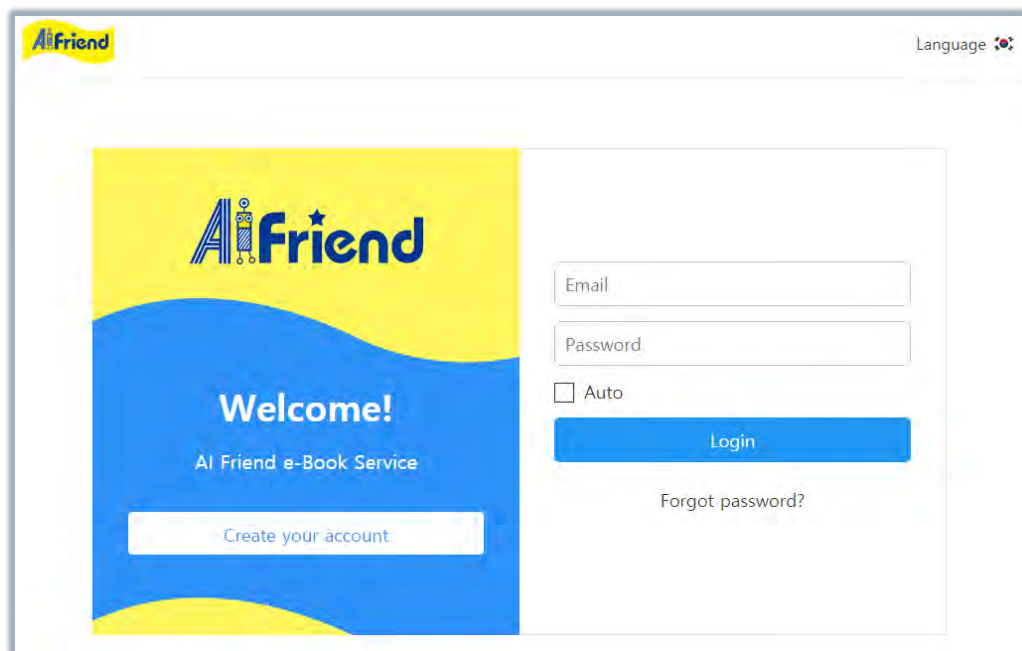 AiFriend
Language
AiFriend
Welcome!
AI Friend e-Book Service
Create your account
Email
Password
Auto
Login
Forgot password?